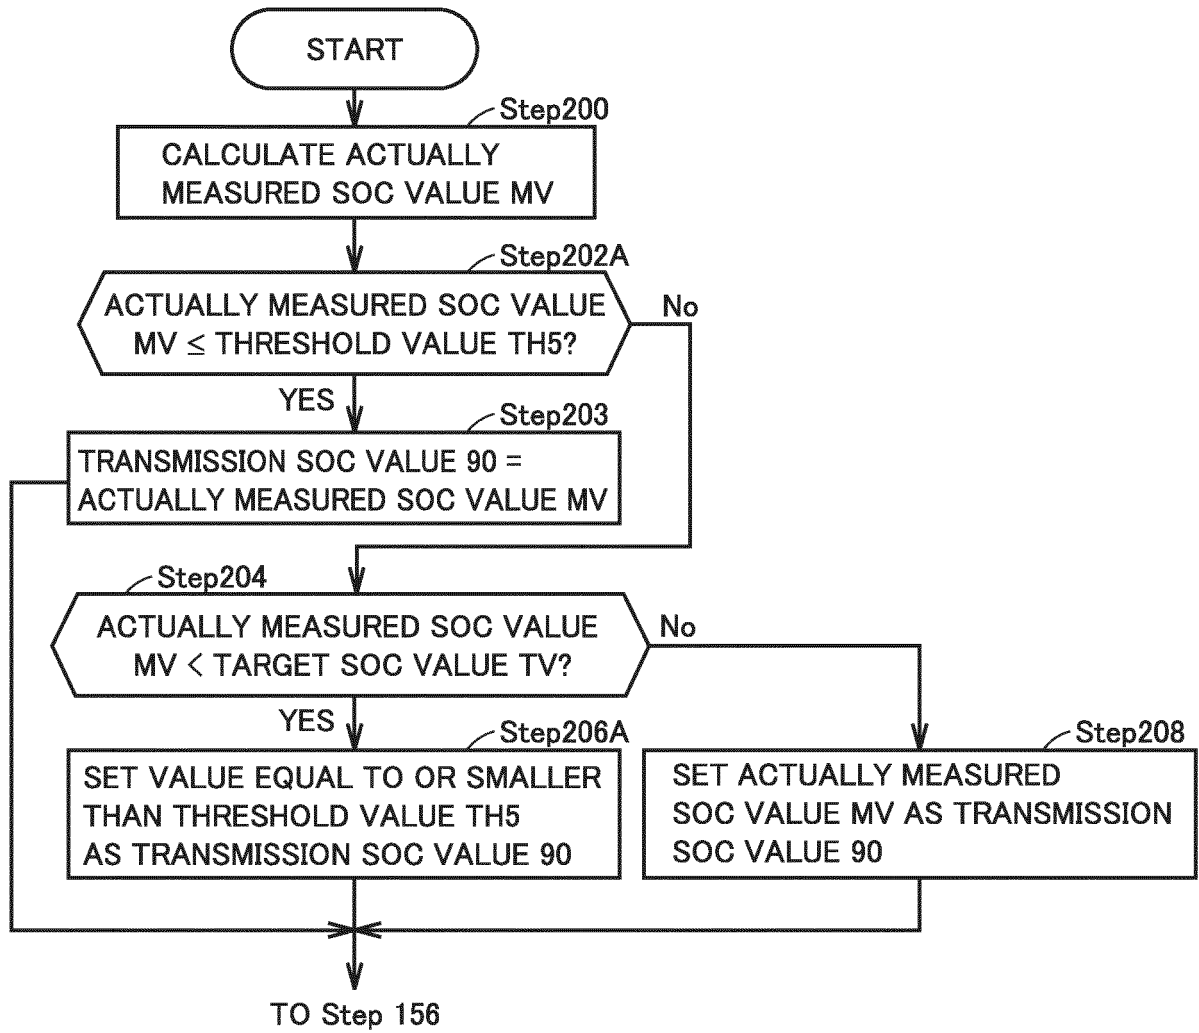 START
Step200
CALCULATE ACTUALLY
MEASURED SOC VALUE MV
Step202A
ACTUALLY MEASURED SOC VALUE
MV ≤ THRESHOLD VALUE TH5?
No
YES
Step203
TRANSMISSION SOC VALUE 90 =
ACTUALLY MEASURED SOC VALUE MV
Step204
ACTUALLY MEASURED SOC VALUE
MV < TARGET SOC VALUE TV?
No
YES
Step206A
SET VALUE EQUAL TO OR SMALLER
THAN THRESHOLD VALUE TH5
AS TRANSMISSION SOC VALUE 90
Step208
SET ACTUALLY MEASURED
SOC VALUE MV AS TRANSMISSION
SOC VALUE 90
TO Step 156